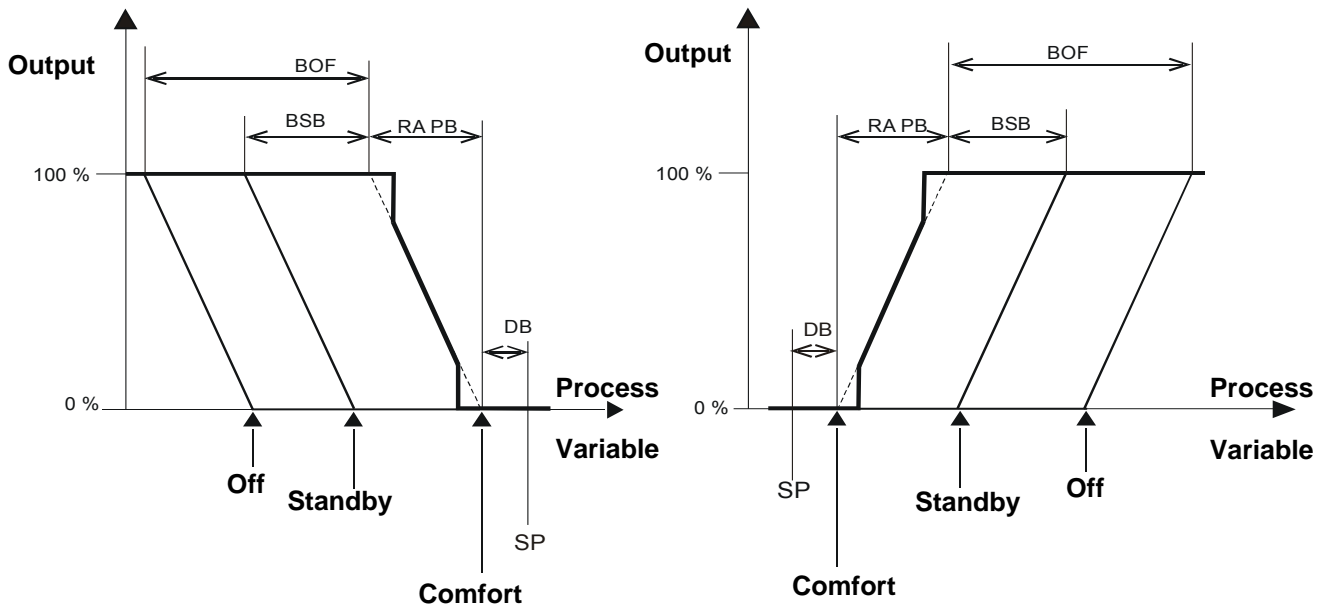 Output
BOF
BSB
RA PB
100 %
DB
0 %
Process
Variable
Off
Standby
SP
Comfort
Output
BOF
RA PB
BSB
100 %
DB
0 %
Process
Variable
SP
Standby
Off
Comfort